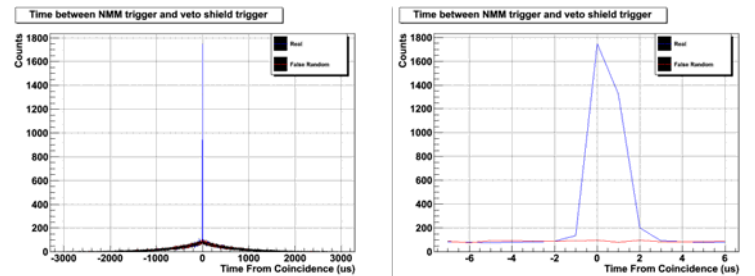 Time between NMM trigger and veto shield trigger
Counts
1800
1600
1400
1200
1000
800
600
400
200
0
Real
False Random
-3000 -2000 -1000 0 1000 2000 3000
Time From Coincidence (us)
Time between NMM trigger and veto shield trigger
Counts
1800
1600
1400
1200
1000
800
600
400
200
0
Real
False Random
-6 -4 -2 0 2 4 6
Time From Coincidence (us)